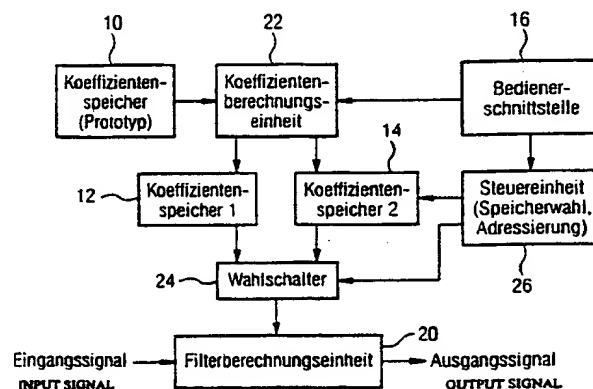 10
22
16
Koeffizienten-
speicher
(Prototyp)
Koeffizienten-
berechnungs-
einheit
Bediener-
schnittstelle
14
12
Koeffizienten-
speicher 1
Koeffizienten-
speicher 2
Steuereinheit
(Speicherwahl,
Adressierung)
24
Wahlschalter
26
20
Eingangssignal
INPUT SIGNAL
Filterberechnungseinheit
Ausgangssignal
OUTPUT SIGNAL